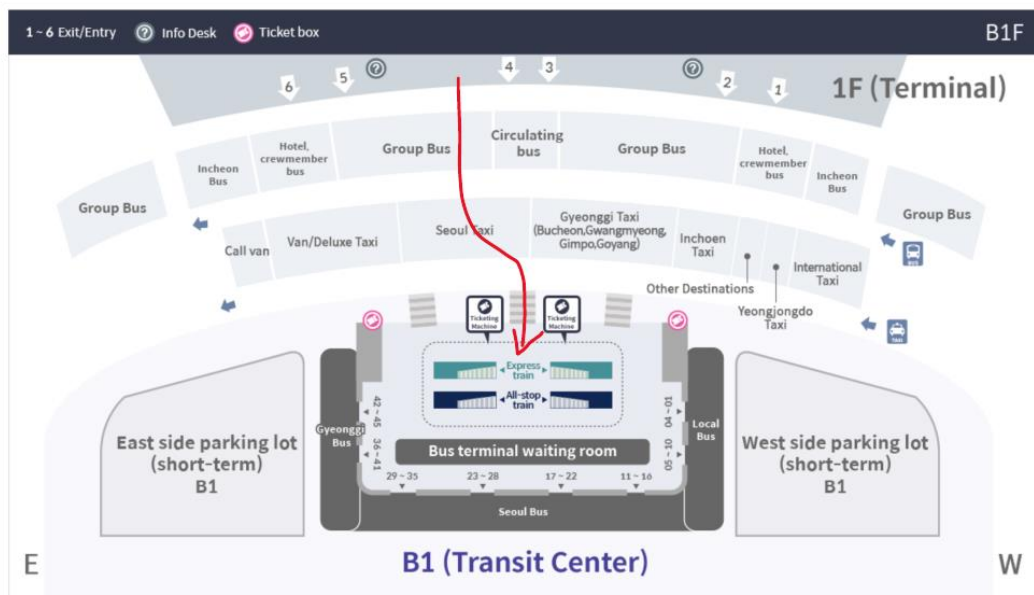 1 ~ 6 Exit/Entry
Info Desk
Ticket box
B1F
1F (Terminal)
6
5
4
3
2
1
Group Bus
Incheon
Bus
Hotel,
crewmember
bus
Group Bus
Circulating
bus
Group Bus
Hotel,
crewmember
bus
Incheon
Bus
Group Bus
BUS
Call van
Van/Deluxe Taxi
Seoul Taxi
Gyeonggi Taxi
(Bucheon,Gwangmyeong,
Gimpo,Goyang)
Inchoen
Taxi
Other Destinations
Yeongjongdo
Taxi
International
Taxi
TAXI
Ticketing
Machine
Ticketing
Machine
Express
train
All-stop
train
42 ~ 45
36 ~ 41
Gyeonggi
Bus
04 ~ 01
05 ~ 10
Local
Bus
Bus terminal waiting room
29 ~ 35
23 ~ 28
17 ~ 22
11 ~ 16
Seoul Bus
East side parking lot
(short-term)
B1
West side parking lot
(short-term)
B1
E
B1 (Transit Center)
W